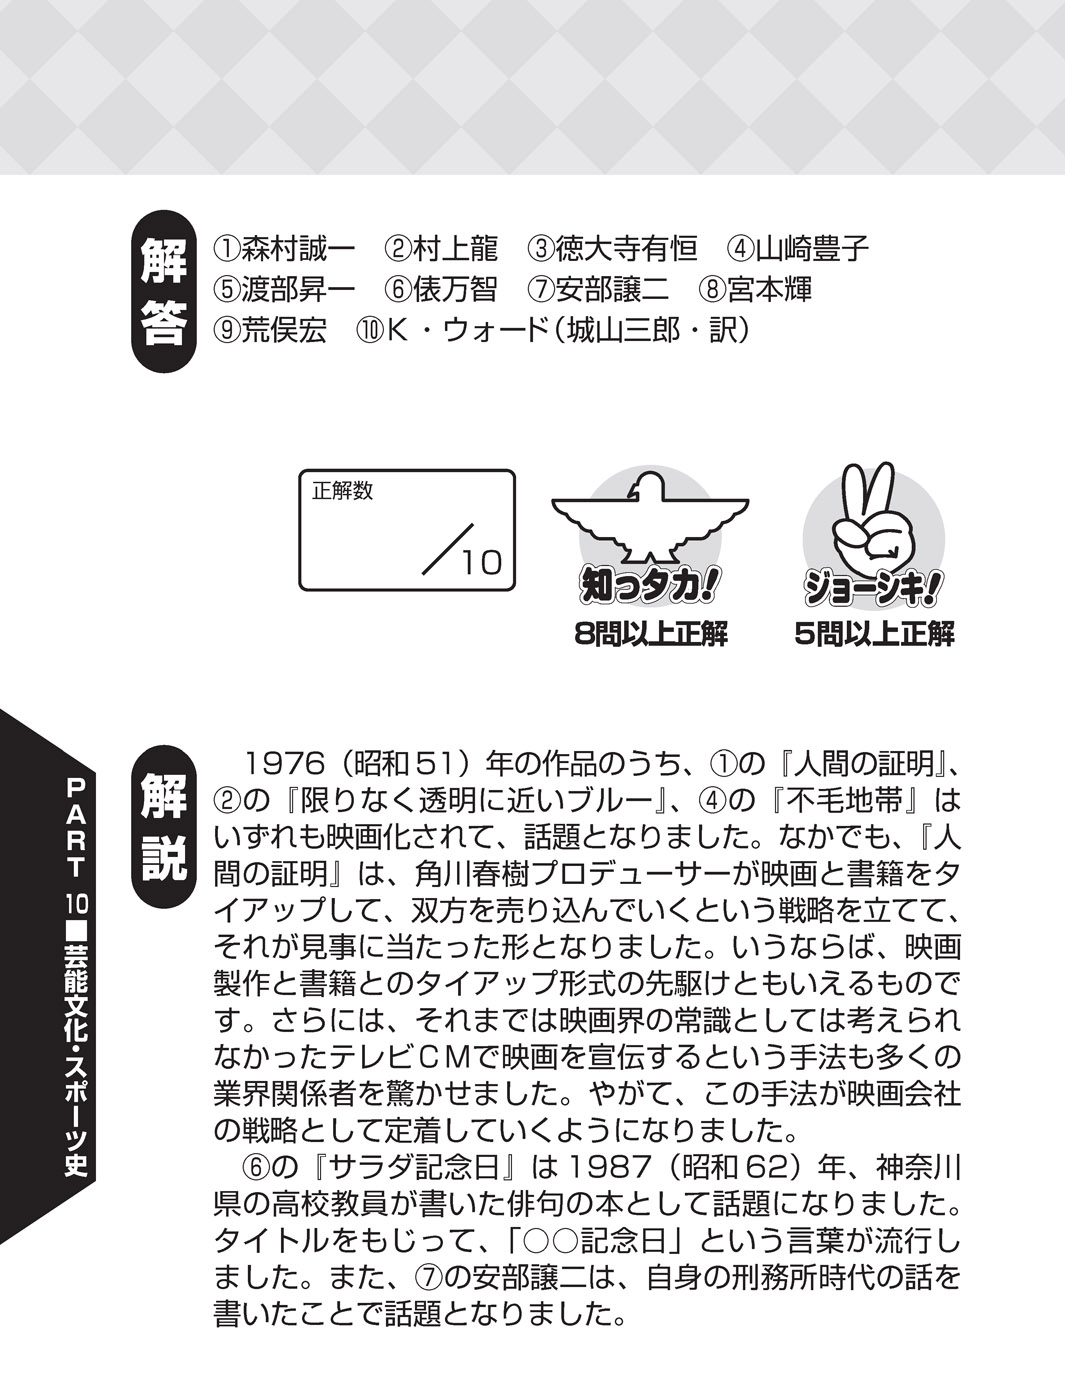 解答
①森村誠一　②村上龍　③徳大寺有恒　④山崎豊子
⑤渡部昇一　⑥俵万智　⑦安部譲二　⑧宮本輝
⑨荒俣宏　⑩K・ウォード（城山三郎・訳）
正解数
／10
知っタカ！
8問以上正解
ジョーシキ！
5問以上正解
PART 10■芸能文化・スポーツ史
解説
　1976（昭和51）年の作品のうち、①の『人間の証明』、
②の『限りなく透明に近いブルー』、④の『不毛地帯』は
いずれも映画化されて、話題となりました。なかでも、『人
間の証明』は、角川春樹プロデューサーが映画と書籍をタ
イアップして、双方を売り込んでいくという戦略を立てて、
それが見事に当たった形となりました。いうならば、映画
製作と書籍とのタイアップ形式の先駆けともいえるもので
す。さらには、それまでは映画界の常識としては考えられ
なかったテレビCMで映画を宣伝するという手法も多くの
業界関係者を驚かせました。やがて、この手法が映画会社
の戦略として定着していくようになりました。
　⑥の『サラダ記念日』は1987（昭和62）年、神奈川
県の高校教員が書いた俳句の本として話題になりました。
タイトルをもじって、「○○記念日」という言葉が流行し
ました。また、⑦の安部譲二は、自身の刑務所時代の話を
書いたことで話題となりました。